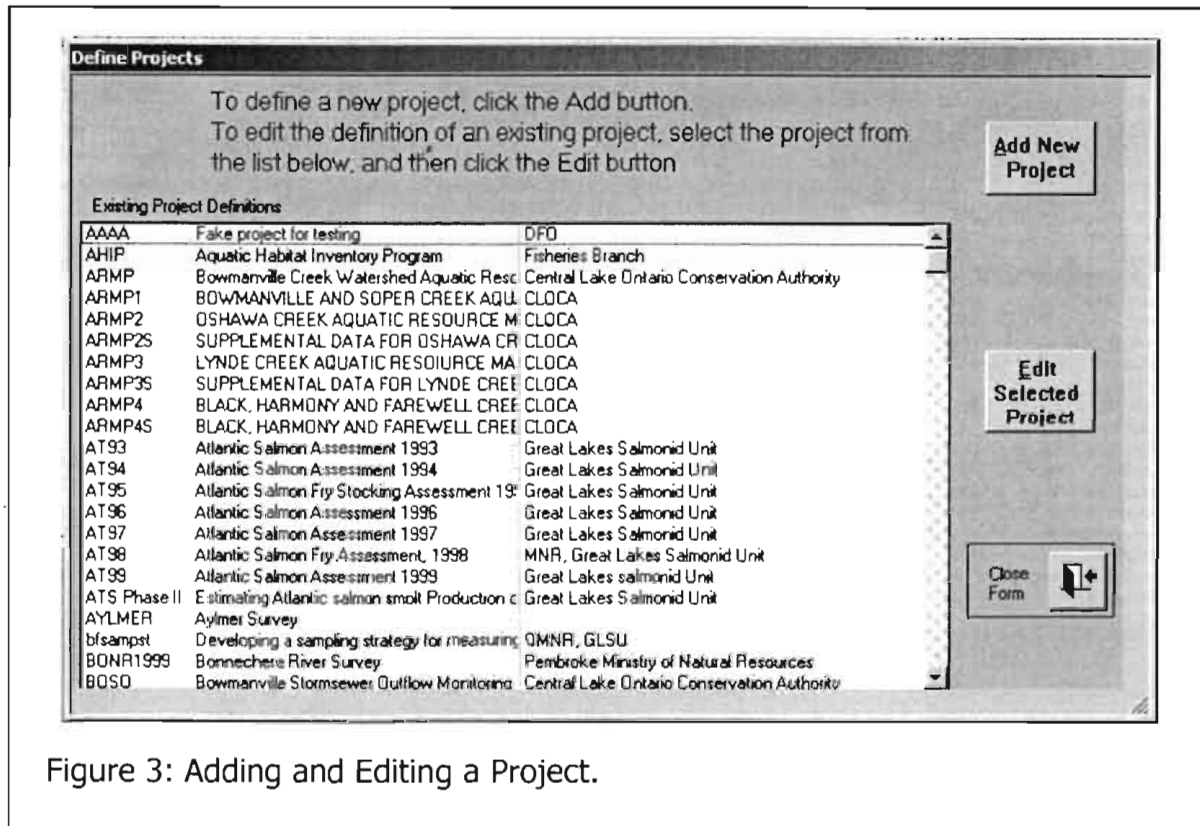 Define Projects
To define a new project, click the Add button.
To edit the definition of an existing project, select the project from
the list below, and then click the Edit button
Add New
Project
Existing Project Definitions
AAAA Fake project for testing DFO
AHIP Aquatic Habitat Inventory Program Fisheries Branch
ARMP Bowmanville Creek Watershed Aquatic Resc Central Lake Ontario Conservation Authority
ARMP1 BOWMANVILLE AND SOPER CREEK AQU CLOCA
ARMP2 OSHAWA CREEK AQUATIC RESOURCE M CLOCA
ARMP2S SUPPLEMENTAL DATA FOR OSHAWA CR CLOCA
ARMP3 LYNDE CREEK AQUATIC RESOIURCE MA CLOCA
ARMP3S SUPPLEMENTAL DATA FOR LYNDE CREE CLOCA
ARMP4 BLACK, HARMONY AND FAREWELL CREE CLOCA
ARMP4S BLACK, HARMONY AND FAREWELL CREE CLOCA
AT93 Atlantic Salmon Assessment 1993 Great Lakes Salmonid Unit
AT94 Atlantic Salmon Assessment 1994 Great Lakes Salmonid Unit
AT95 Atlantic Salmon Fry Stocking Assessment 19 Great Lakes Salmonid Unit
AT96 Atlantic Salmon Assessment 1996 Great Lakes Salmonid Unit
AT97 Atlantic Salmon Assessment 1997 Great Lakes Salmonid Unit
AT98 Atlantic Salmon Fry Assessment, 1998 MNR, Great Lakes Salmonid Unit
AT99 Atlantic Salmon Assessment 1999 Great Lakes salmonid Unit
ATS Phase II Estimating Atlantic salmon smolt Production c Great Lakes Salmonid Unit
AYLMER Aylmer Survey
bfsampst Developing a sampling strategy for measuring OMNR, GLSU
BONR1999 Bonnechere River Survey Pembroke Ministry of Natural Resources
BOSO Bowmanville Stormsewer Outflow Monitoring Central Lake Ontario Conservation Authority
Edit
Selected
Project
Close
Form
Figure 3: Adding and Editing a Project.